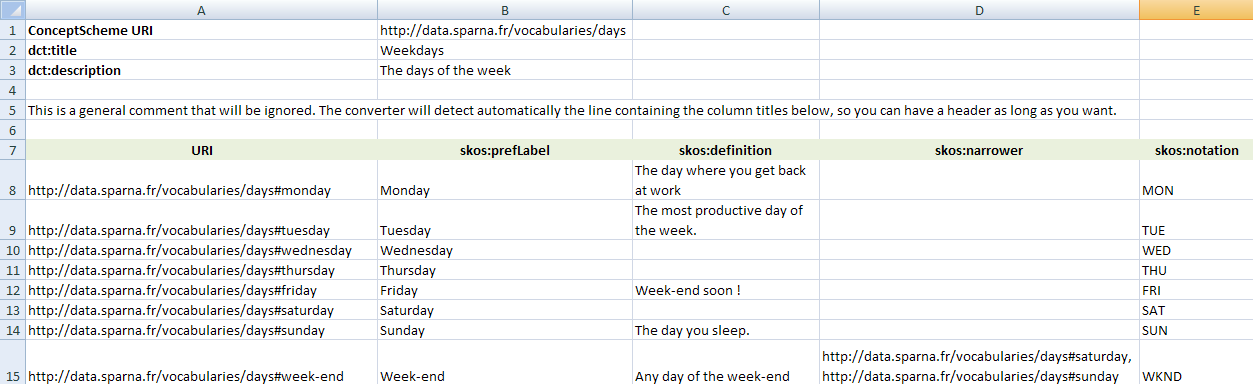 A B C D E
1 ConceptScheme URI http://data.sparna.fr/vocabularies/days
2 dct:title Weekdays
3 dct:description The days of the week
4
5 This is a general comment that will be ignored. The converter will detect automatically the line containing the column titles below, so you can have a header as long as you want.
6
7 URI skos:prefLabel skos:definition skos:narrower skos:notation
The day where you get back
8 http://data.sparna.fr/vocabularies/days#monday Monday at work MON
The most productive day of
9 http://data.sparna.fr/vocabularies/days#tuesday Tuesday the week. TUE
10 http://data.sparna.fr/vocabularies/days#wednesday Wednesday WED
11 http://data.sparna.fr/vocabularies/days#thursday Thursday THU
12 http://data.sparna.fr/vocabularies/days#friday Friday Week-end soon ! FRI
13 http://data.sparna.fr/vocabularies/days#saturday Saturday SAT
14 http://data.sparna.fr/vocabularies/days#sunday Sunday The day you sleep. SUN
http://data.sparna.fr/vocabularies/days#saturday,
15 http://data.sparna.fr/vocabularies/days#week-end Week-end Any day of the week-end http://data.sparna.fr/vocabularies/days#sunday WKND